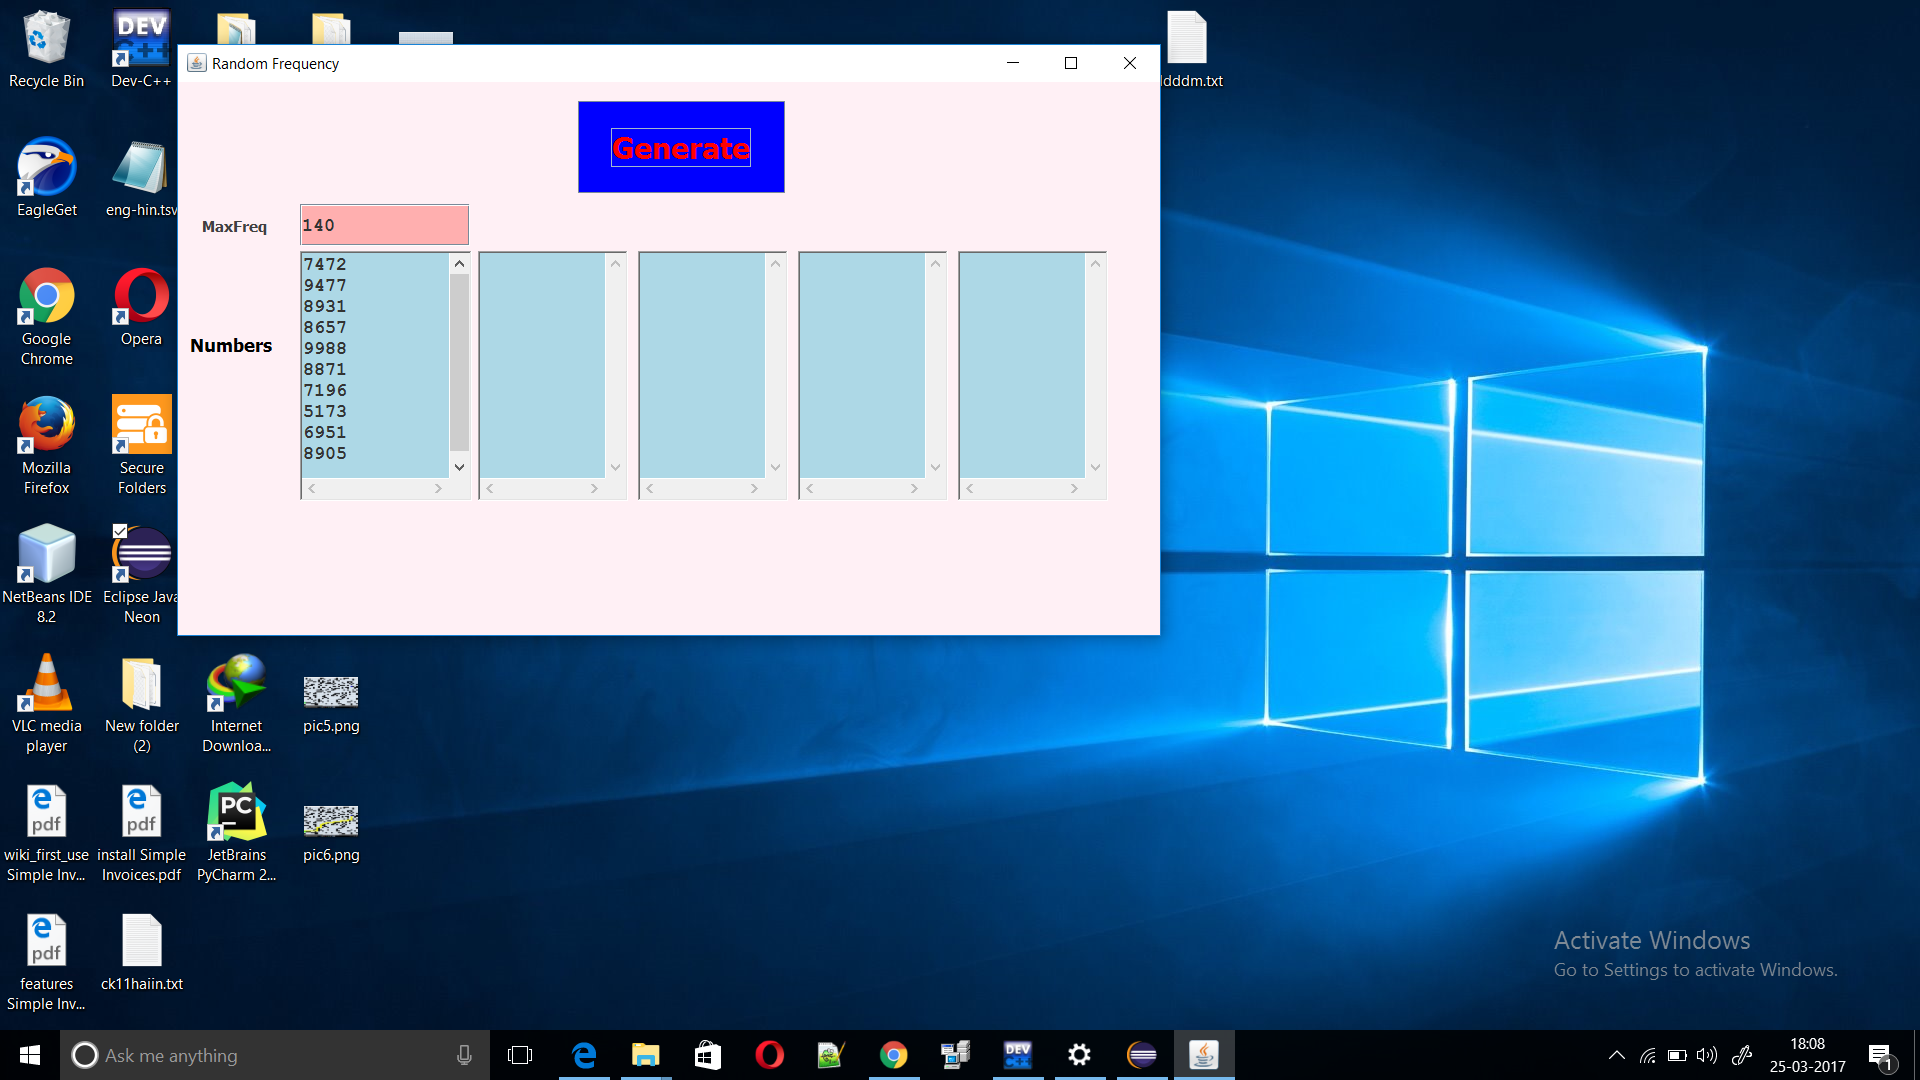 Recycle Bin
DEV
C++
Dev-C++
ldddm.txt
Random Frequency
Generate
MaxFreq
140
Numbers
7472
9477
8931
8657
9988
8871
7196
5173
6951
8905
EagleGet
eng-hin.tsv
Google
Chrome
Opera
Mozilla
Firefox
Secure
Folders
NetBeans IDE
8.2
Eclipse Java
Neon
VLC media
player
New folder
(2)
Internet
Downloa...
pic5.png
pdf
wiki_first_use
Simple Inv...
pdf
install Simple
Invoices.pdf
PC
JetBrains
PyCharm 2...
pic6.png
pdf
features
Simple Inv...
ck11haiin.txt
Activate Windows
Go to Settings to activate Windows.
Ask me anything
DEV
C++
18:08
25-03-2017
1